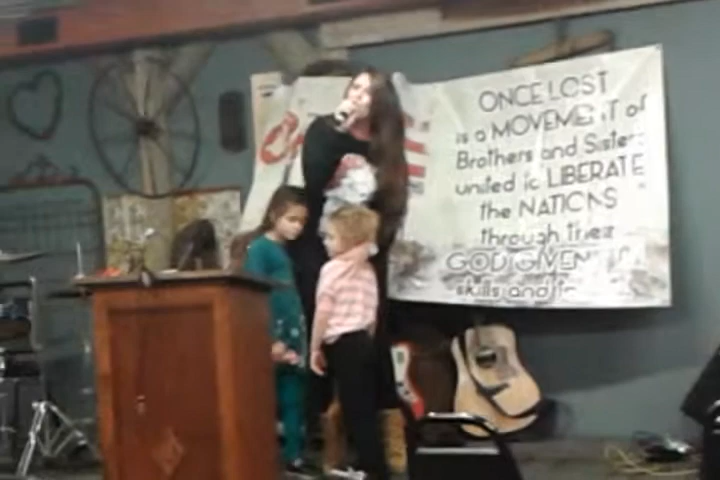 ONCE LOST
is a MOVEMENT of
Brothers and Sisters
united to LIBERATE
the NATIONS
through their
GOD GIVEN
skills and